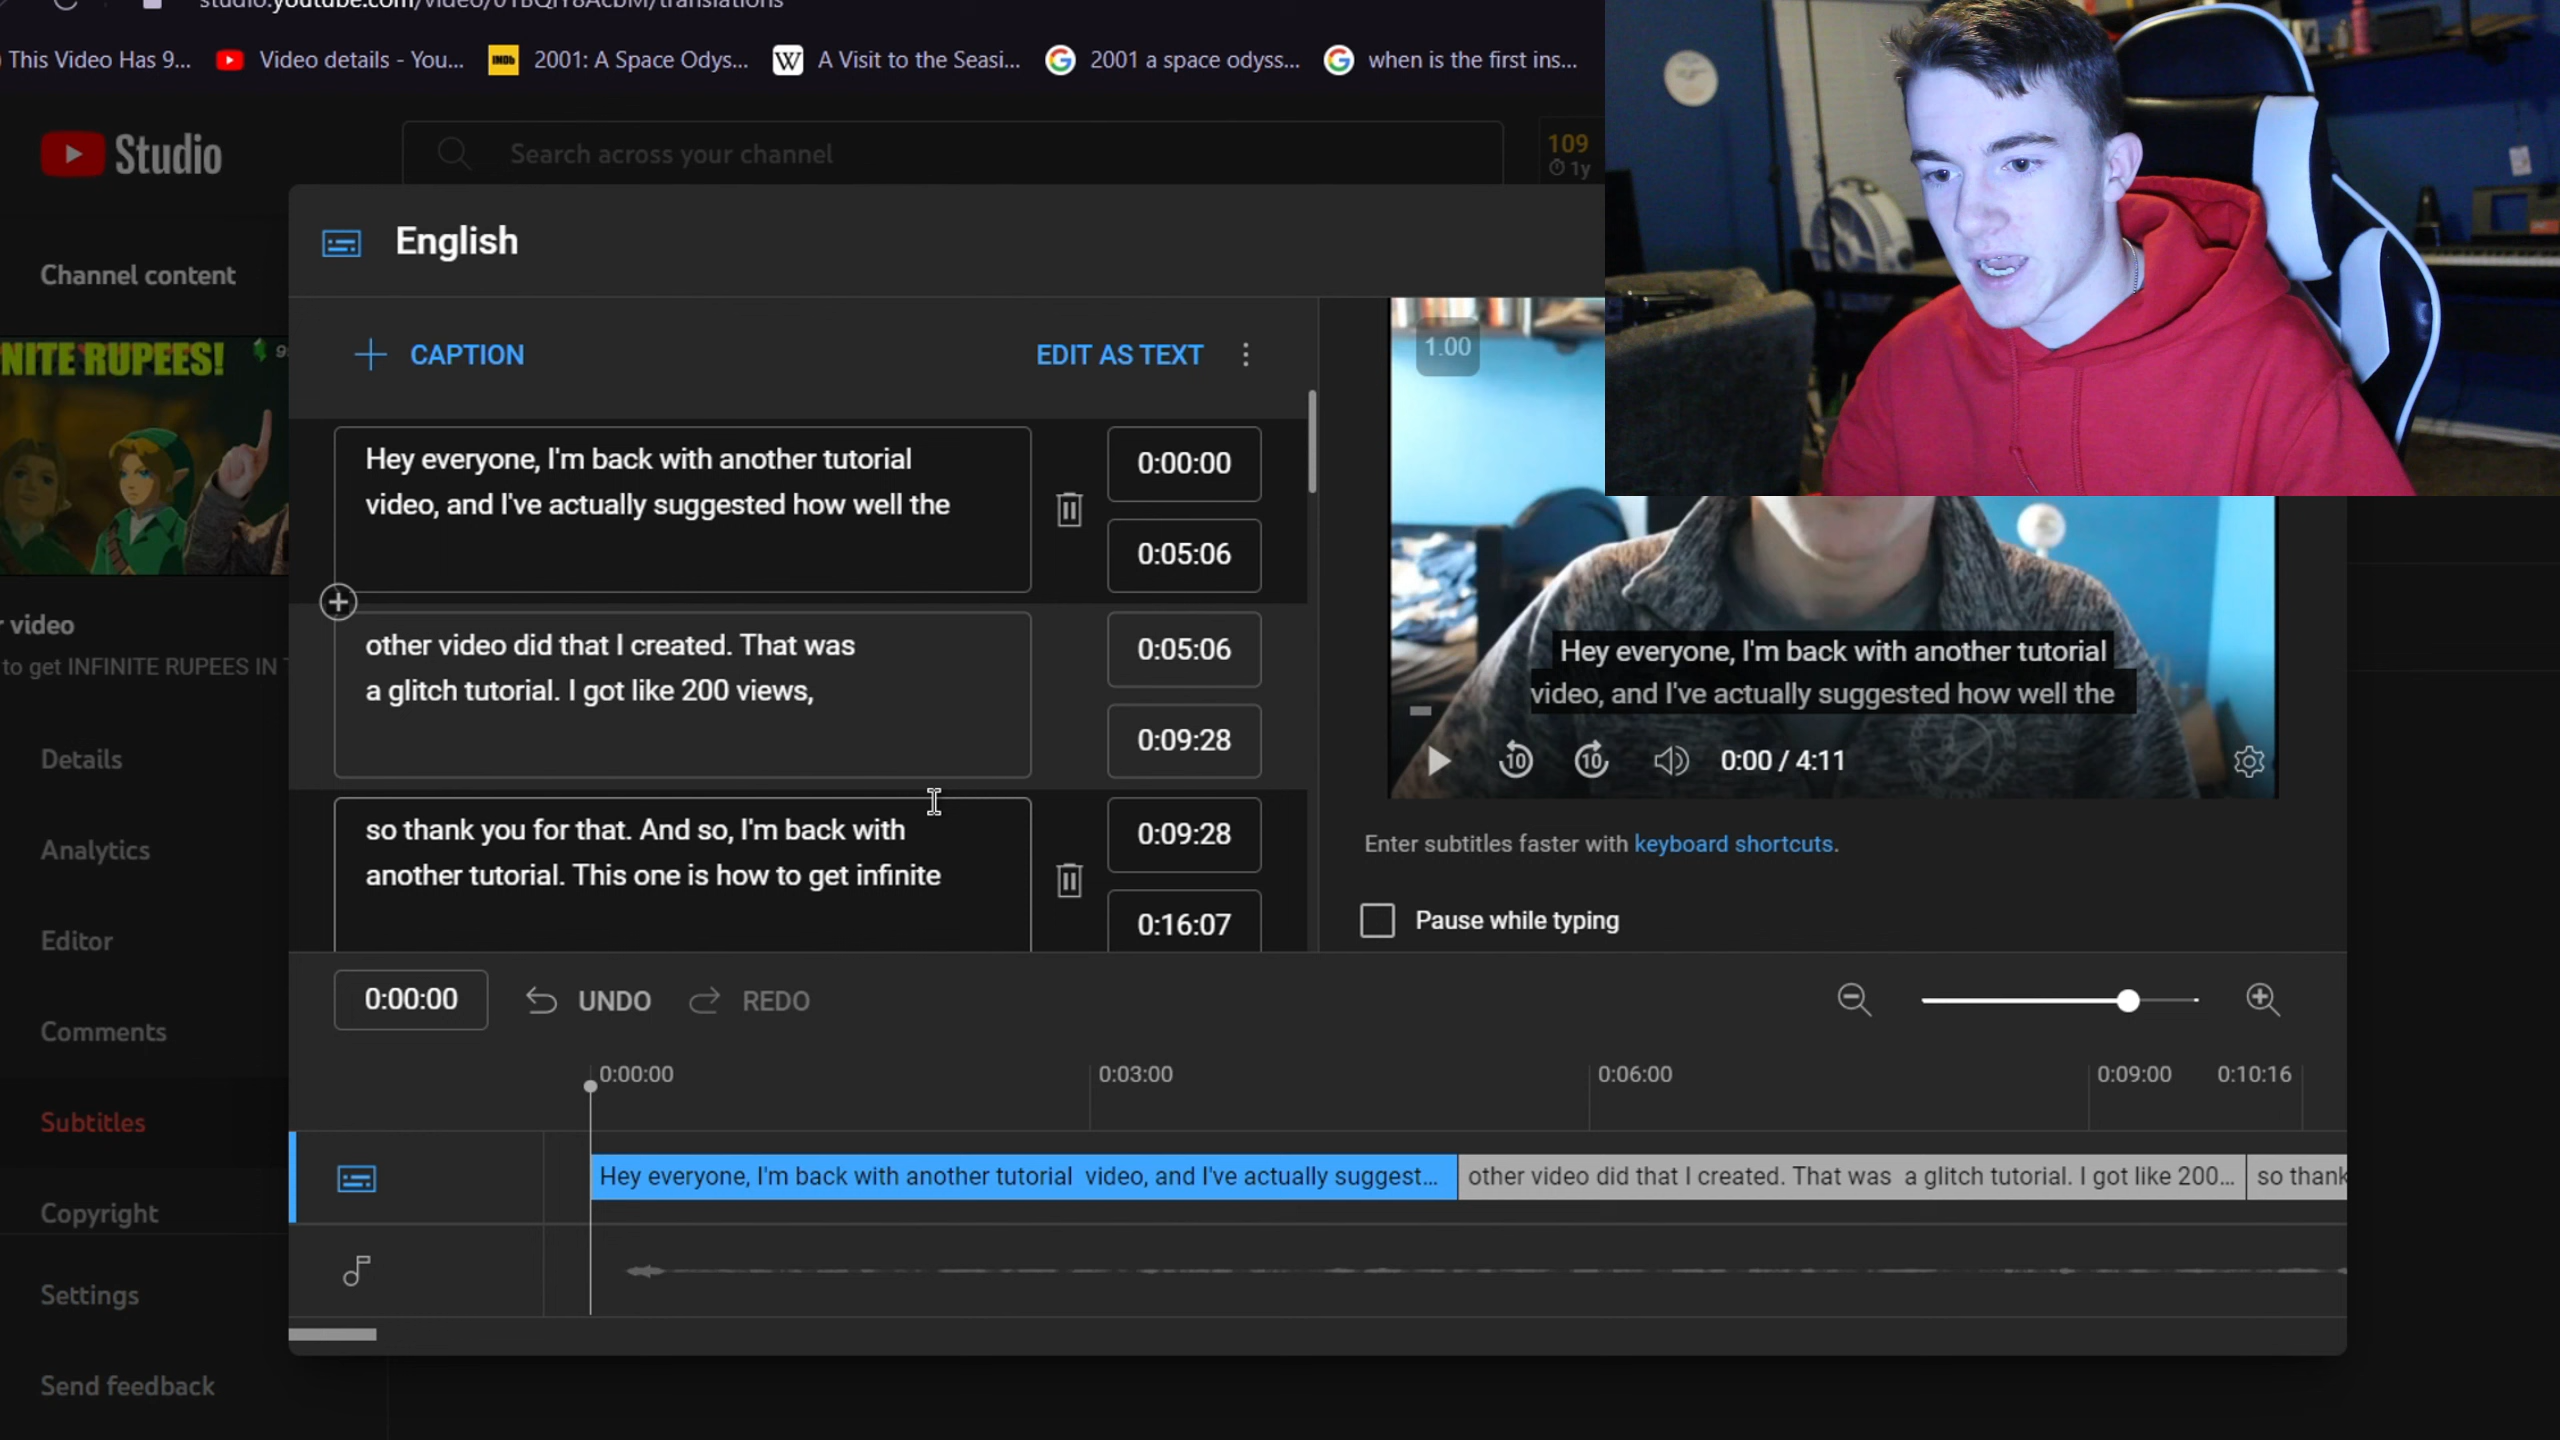 This Video Has 9...
Video details - You...
IMDb
2001: A Space Odys...
W
A Visit to the Seasi...
2001 a space odyss...
when is the first ins...
Studio
Search across your channel
109
1y
English
Channel content
CAPTION
EDIT AS TEXT
1.00
NITE RUPEES!
Hey everyone, I'm back with another tutorial
video, and I've actually suggested how well the
0:00:00
0:05:06
other video did that I created. That was
a glitch tutorial. I got like 200 views,
0:05:06
0:09:28
so thank you for that. And so, I'm back with
another tutorial. This one is how to get infinite
0:09:28
0:16:07
Hey everyone, I'm back with another tutorial
video, and I've actually suggested how well the
10
10
0:00 / 4:11
Enter subtitles faster with keyboard shortcuts.
Pause while typing
video
to get INFINITE RUPEES IN
Details
Analytics
Editor
Comments
Subtitles
Copyright
Settings
Send feedback
0:00:00
UNDO
REDO
0:00:00
0:03:00
0:06:00
0:09:00
0:10:16
Hey everyone, I'm back with another tutorial video, and I've actually suggest...
other video did that I created. That was a glitch tutorial. I got like 200...
so thank